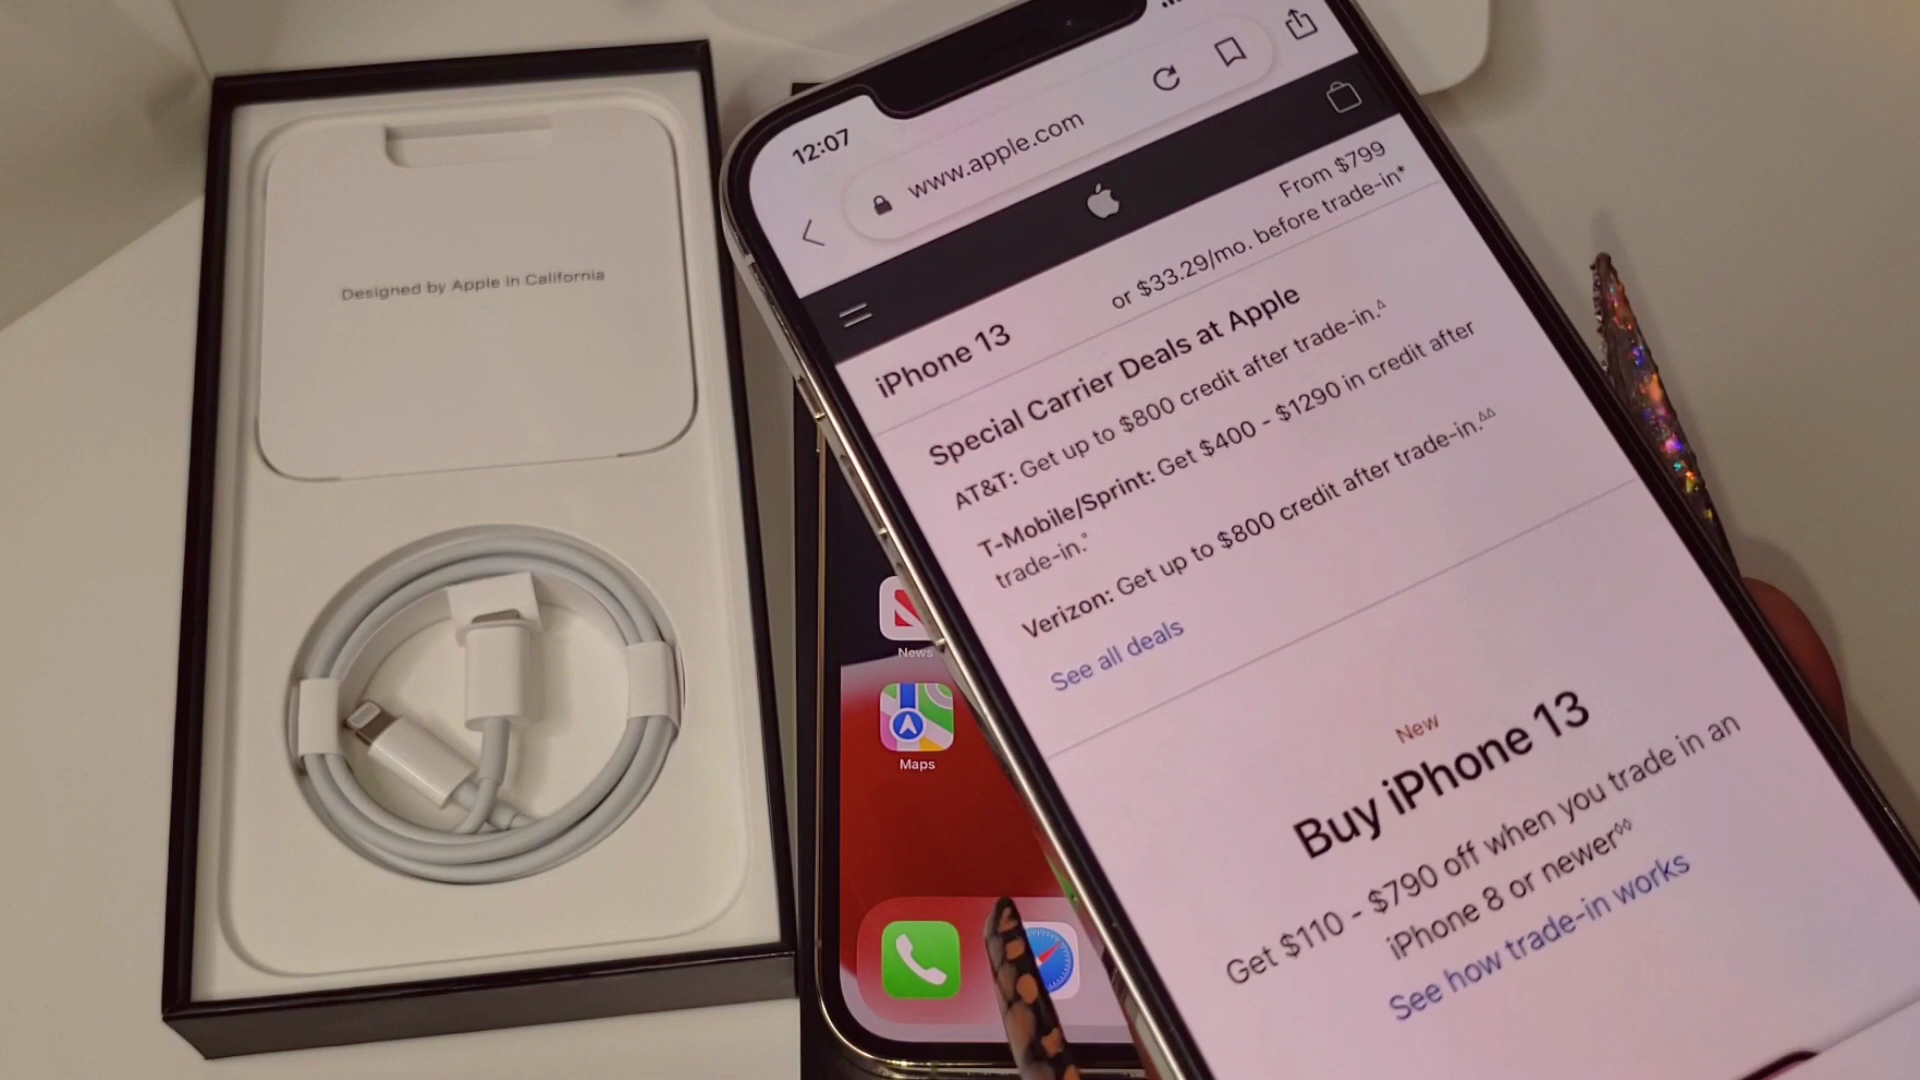 Designed by Apple in California
12:07
www.apple.com
iPhone 13
From $799
or $33.29/mo. before trade-in*
Special Carrier Deals at Apple
AT&T: Get up to $800 credit after trade-in.Δ
T-Mobile/Sprint: Get $400 - $1290 in credit after
trade-in.°
Verizon: Get up to $800 credit after trade-in.ΔΔ
See all deals
New
Buy iPhone 13
Get $110 - $790 off when you trade in an
iPhone 8 or newer◊◊
See how trade-in works
News
Maps